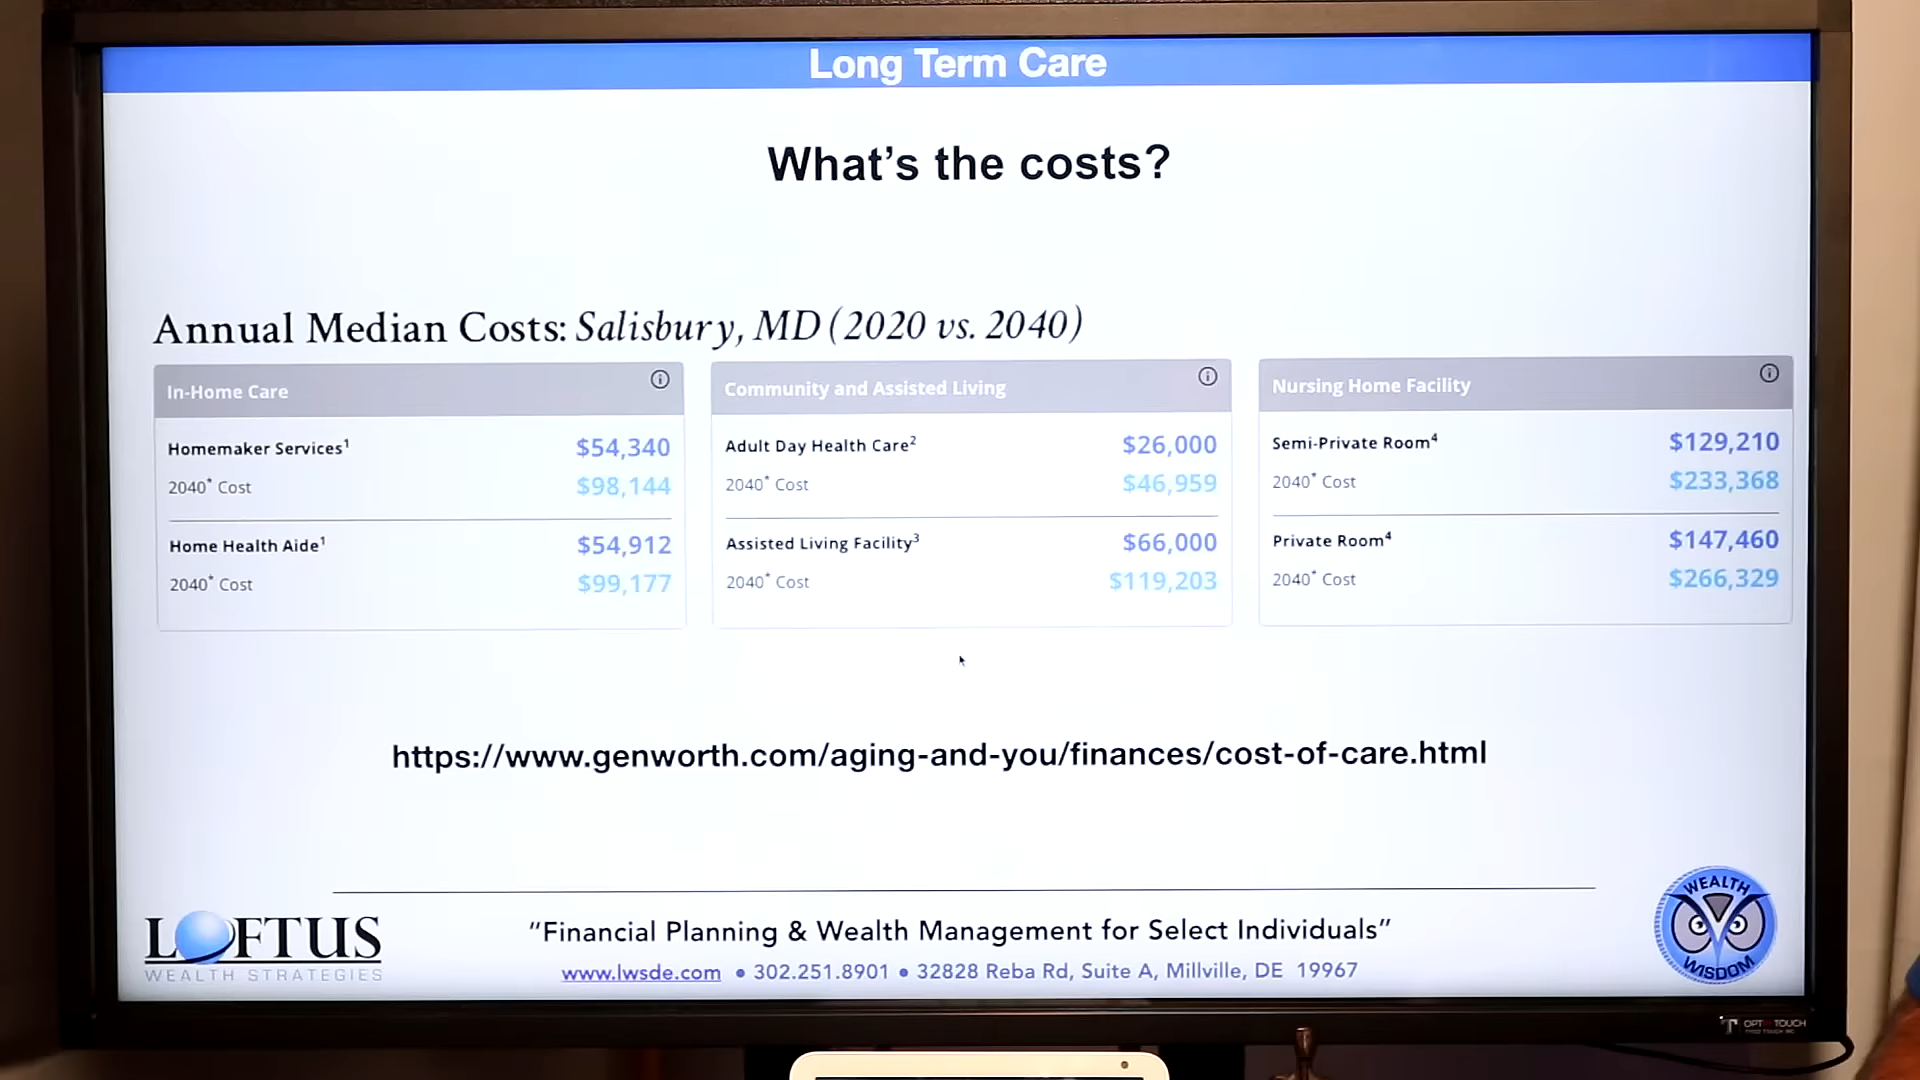 Long Term Care
What's the costs?
Annual Median Costs: Salisbury, MD (2020 vs. 2040)
In-Home Care
Homemaker Services¹ $54,340
2040* Cost $98,144
Home Health Aide¹ $54,912
2040* Cost $99,177
Community and Assisted Living
Adult Day Health Care² $26,000
2040* Cost $46,959
Assisted Living Facility³ $66,000
2040* Cost $119,203
Nursing Home Facility
Semi-Private Room⁴ $129,210
2040* Cost $233,368
Private Room⁴ $147,460
2040* Cost $266,329
https://www.genworth.com/aging-and-you/finances/cost-of-care.html
LOFTUS
WEALTH STRATEGIES
"Financial Planning & Wealth Management for Select Individuals"
www.lwsde.com • 302.251.8901 • 32828 Reba Rd, Suite A, Millville, DE 19967
WEALTH
WISDOM
OPTOTOUCH